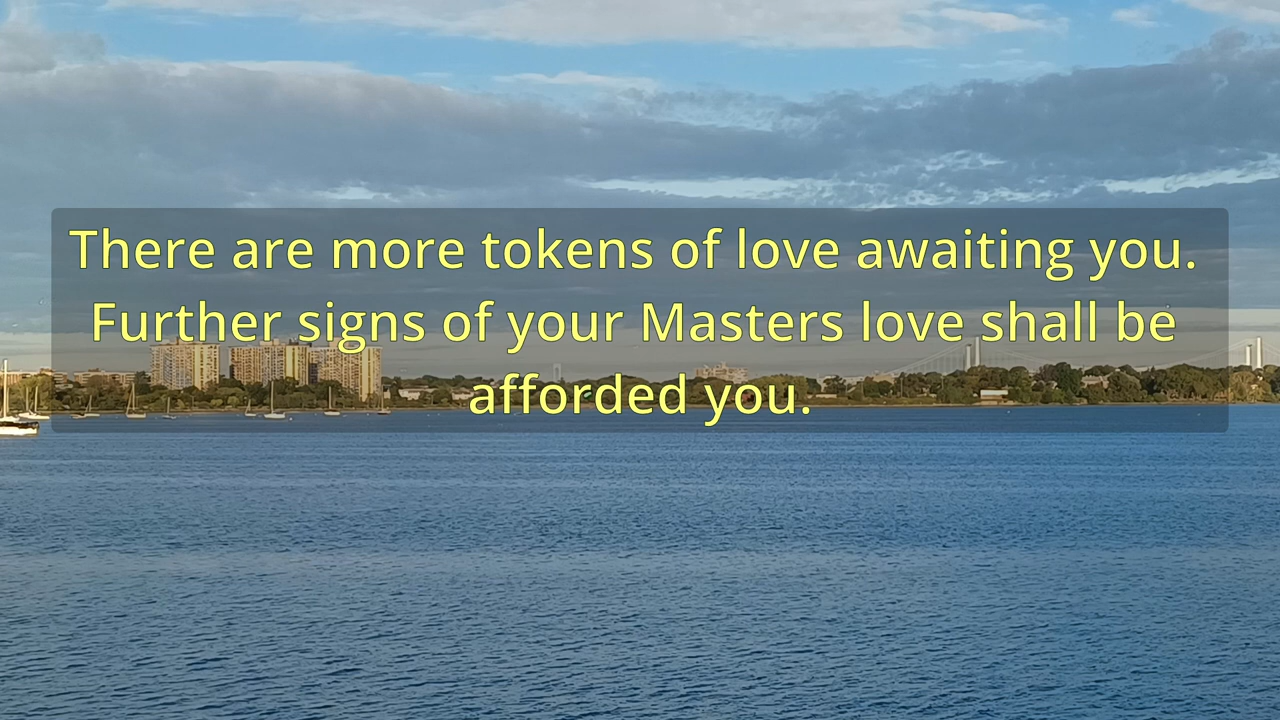 There are more tokens of love awaiting you.
Further signs of your Masters love shall be
afforded you.